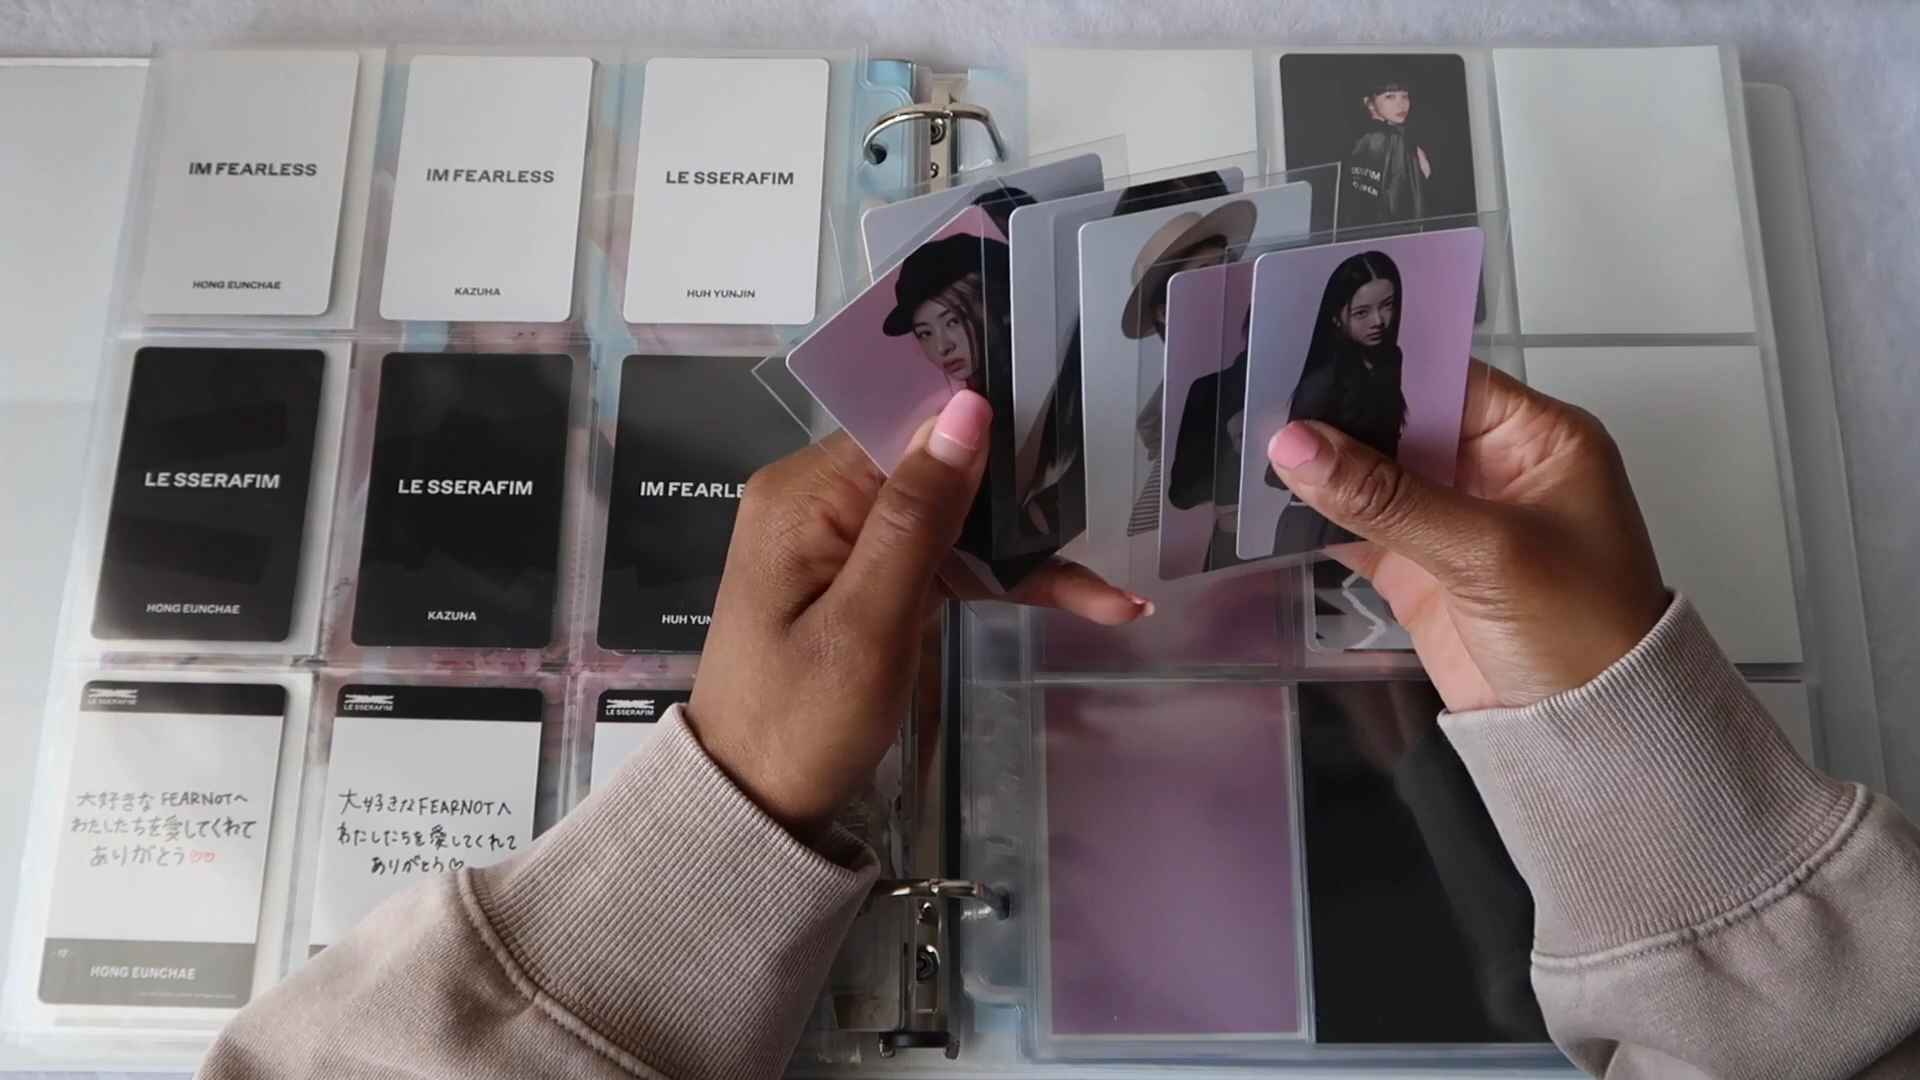 IM FEARLESS
HONG EUNCHAE
IM FEARLESS
KAZUHA
LE SSERAFIM
HUH YUNJIN
LE SSERAFIM
HONG EUNCHAE
LE SSERAFIM
KAZUHA
IM FEARLE
HUH YUN
LE SSERAFIM
大好きな FEARNOTへ
わたしたちを愛してくれて
ありがとう♡♡
17
HONG EUNCHAE
LE SSERAFIM
大好きなFEARNOTへ
わたしたちを愛してくれて
ありがとう♡
LE SSERAFIM